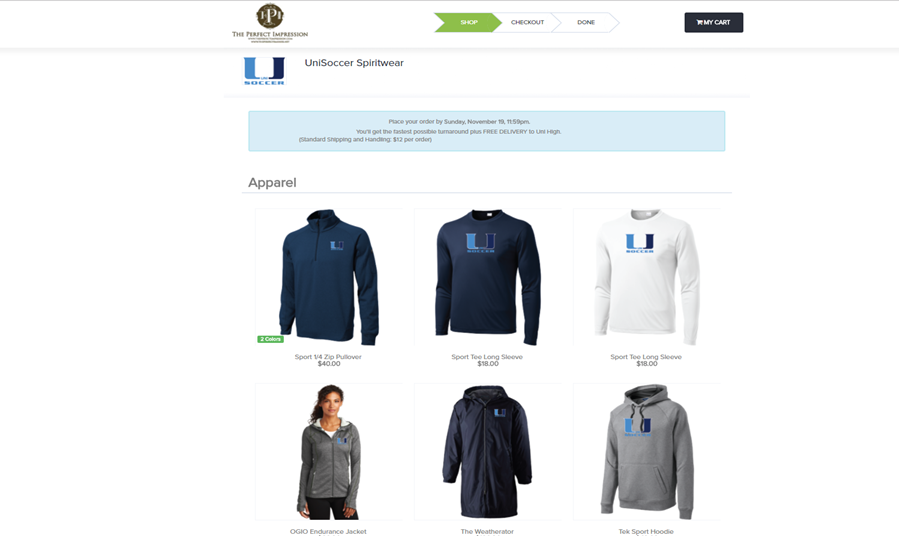 THE PERFECT IMPRESSION
SHOP
CHECKOUT
DONE
MY CART
U
SOCCER
UniSoccer Spiritwear
Place your order by Sunday, November 19, 11:59pm.
You'll get the fastest possible turnaround plus FREE DELIVERY to Uni High.
(Standard Shipping and Handling: $12 per order)
Apparel
U
U
SOCCER
U
SOCCER
2 Colors
Sport 1/4 Zip Pullover
$40.00
Sport Tee Long Sleeve
$18.00
Sport Tee Long Sleeve
$18.00
U
U
U
OGIO Endurance Jacket
The Weatherator
Tek Sport Hoodie